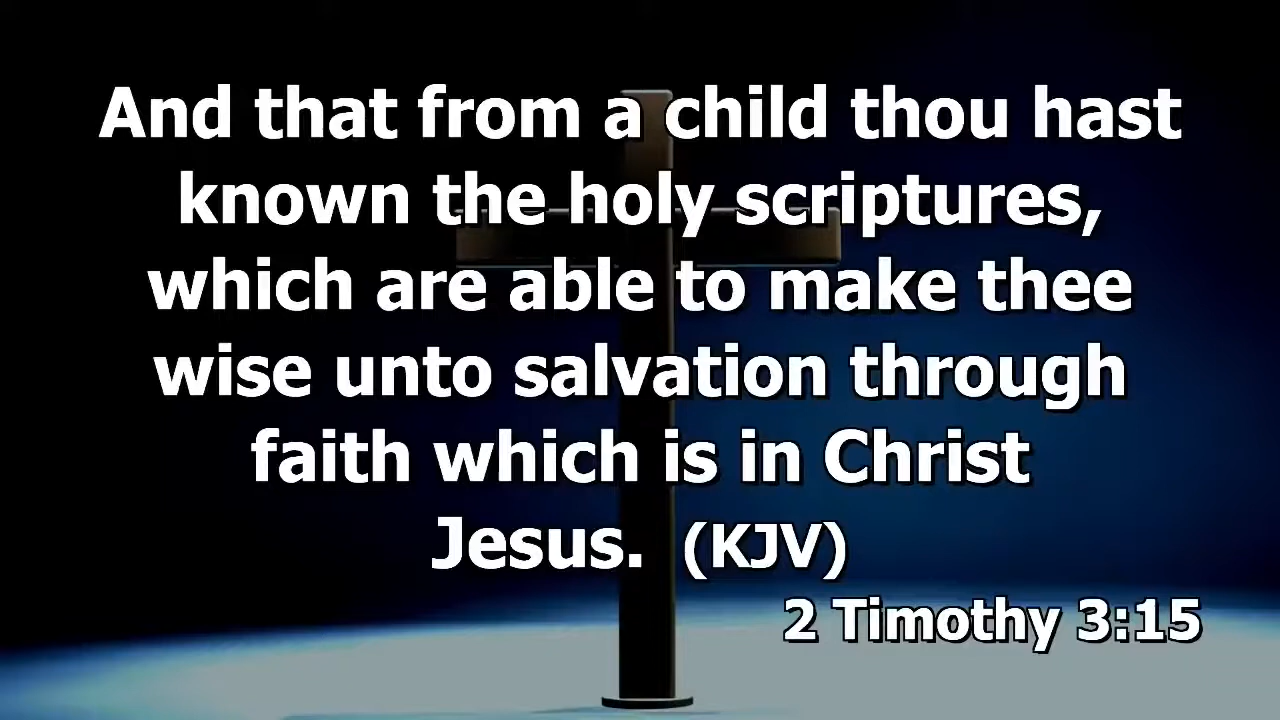 And that from a child thou hast
known the holy scriptures,
which are able to make thee
wise unto salvation through
faith which is in Christ
Jesus. (KJV)
2 Timothy 3:15